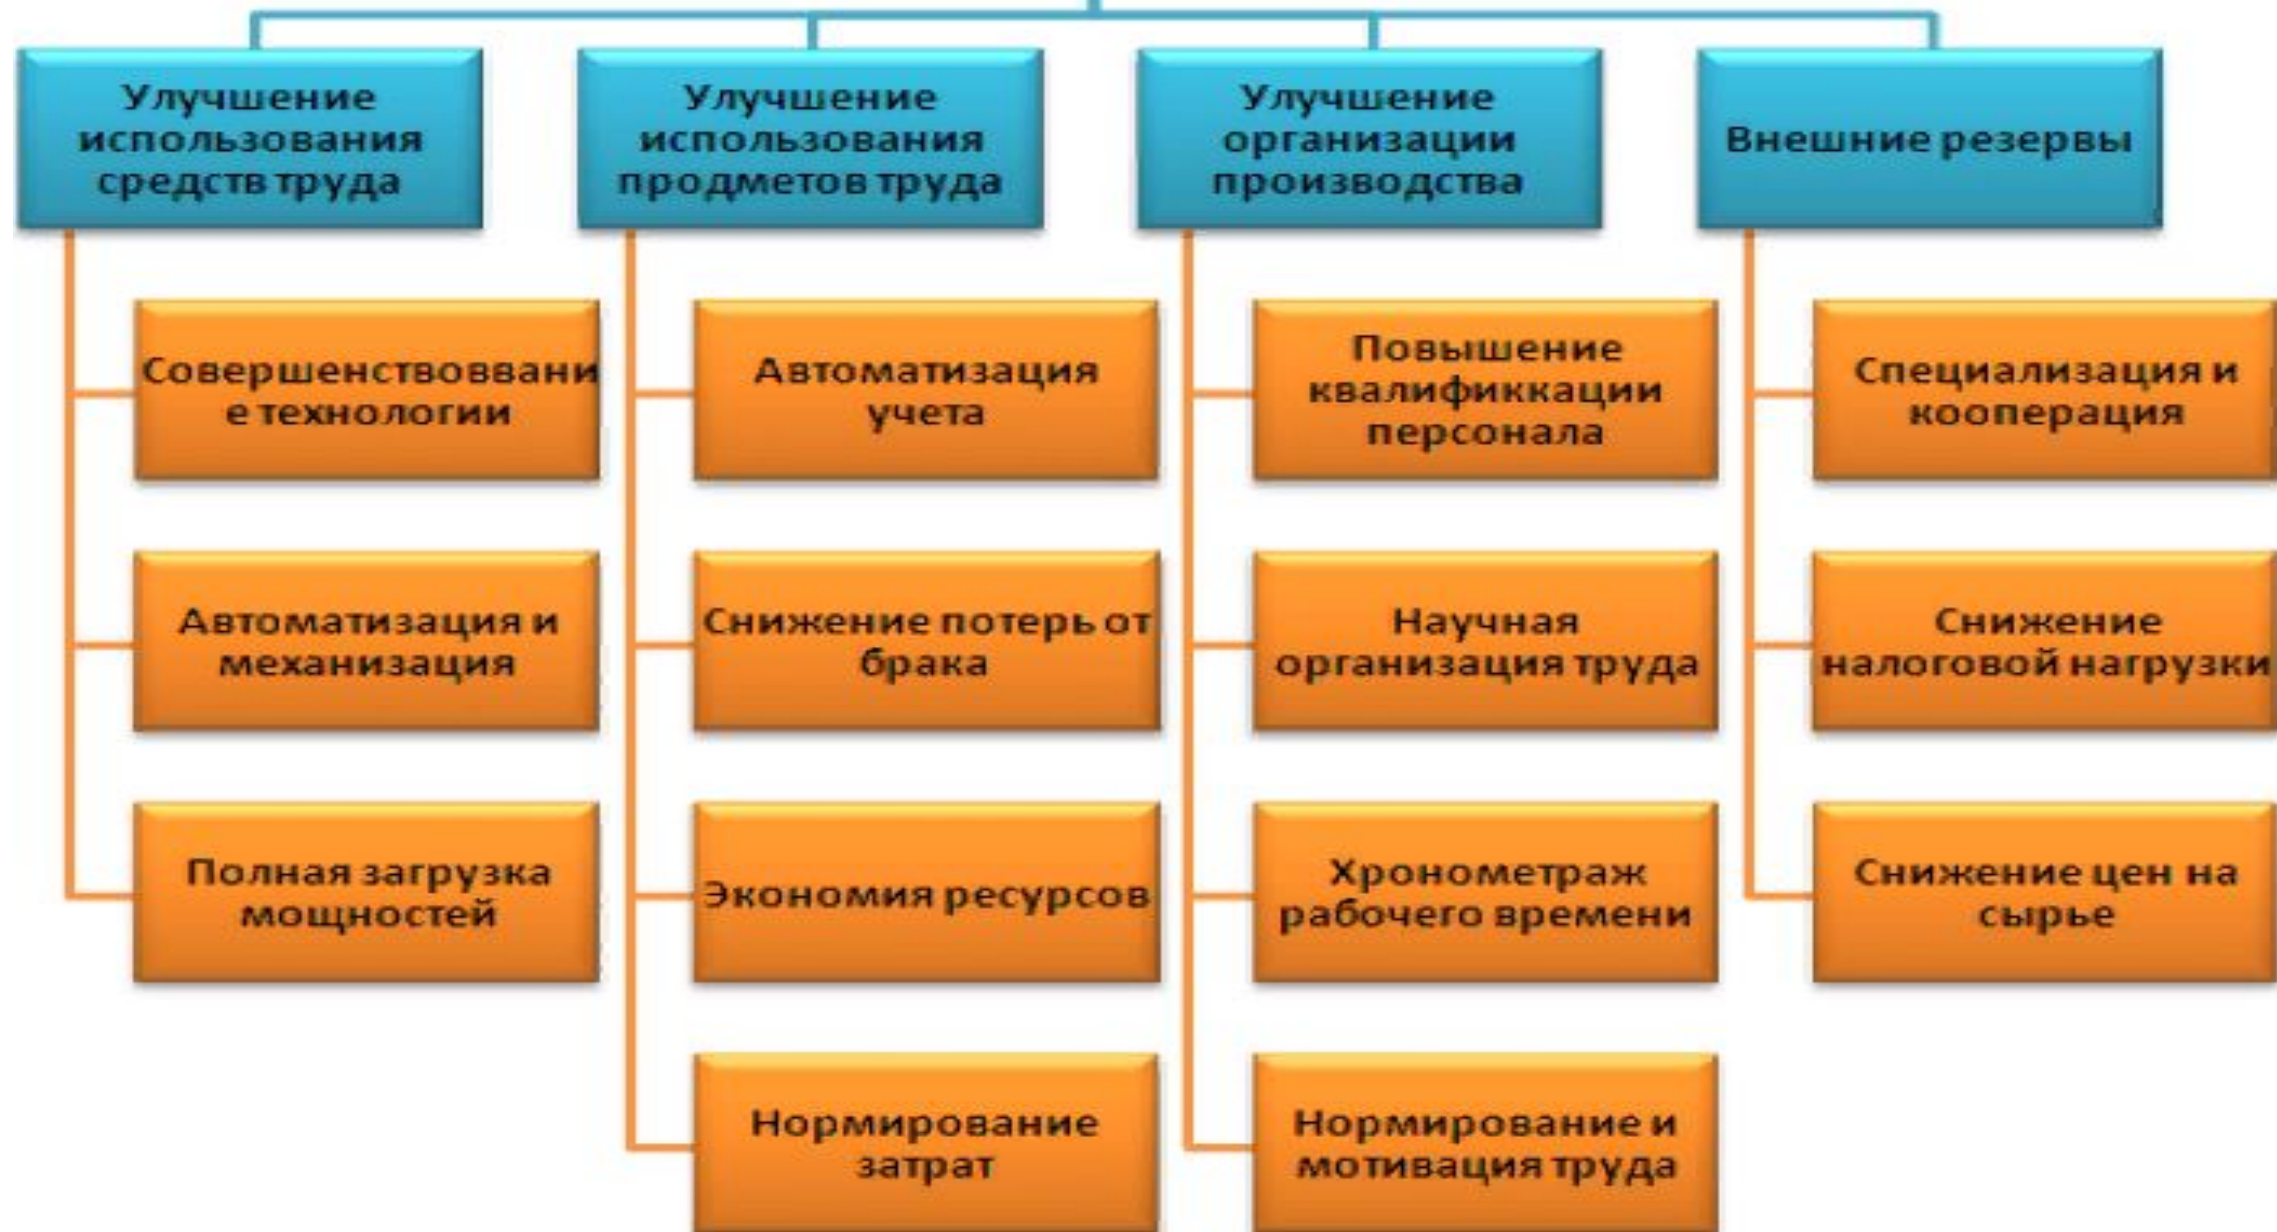 Улучшение
использования
средств труда
Совершенствоввани
е технологии
Автоматизация и
механизация
Полная загрузка
мощностей
Улучшение
использования
продметов труда
Автоматизация
учета
Снижение потерь от
брака
Экономия ресурсов
Нормирование
затрат
Улучшение
организации
производства
Повышение
квалификкации
персонала
Научная
организация труда
Хронометраж
рабочего времени
Нормирование и
мотивация труда
Внешние резервы
Специализация и
кооперация
Снижение
налоговой нагрузки
Снижение цен на
сырье